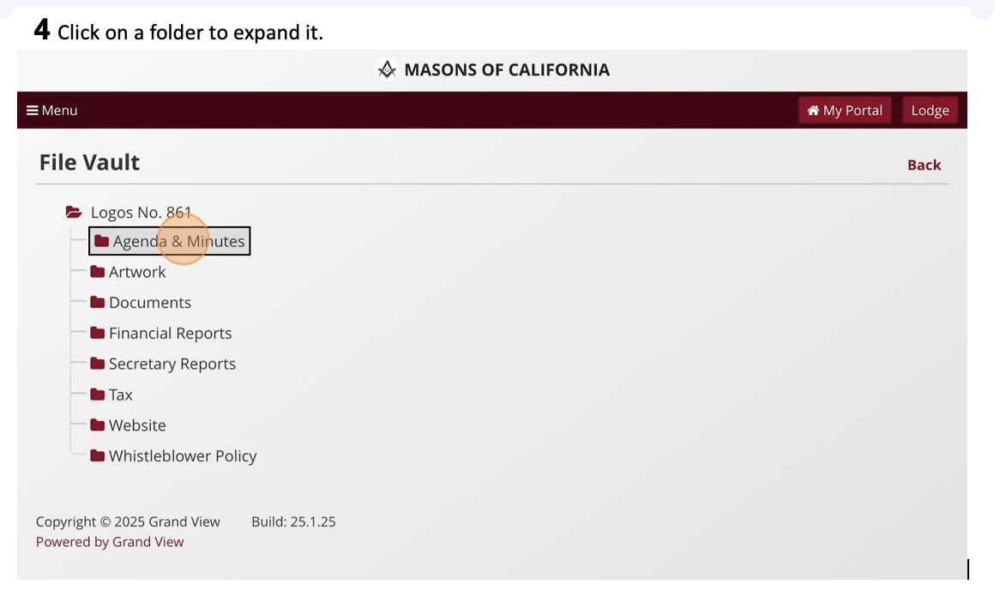 4 Click on a folder to expand it.
MASONS OF CALIFORNIA
Menu My Portal Lodge
File Vault Back
Logos No. 861
Agenda & Minutes
Artwork
Documents
Financial Reports
Secretary Reports
Tax
Website
Whistleblower Policy
Copyright © 2025 Grand View Build: 25.1.25
Powered by Grand View